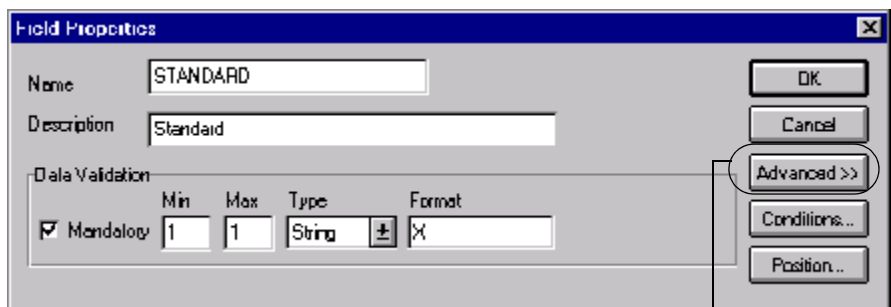 Field Properties
Name STANDARD
Description Standard
Data Validation
Min Max Type Format
Mandatory 1 1 String X
OK
Cancel
Advanced >>
Conditions...
Position...